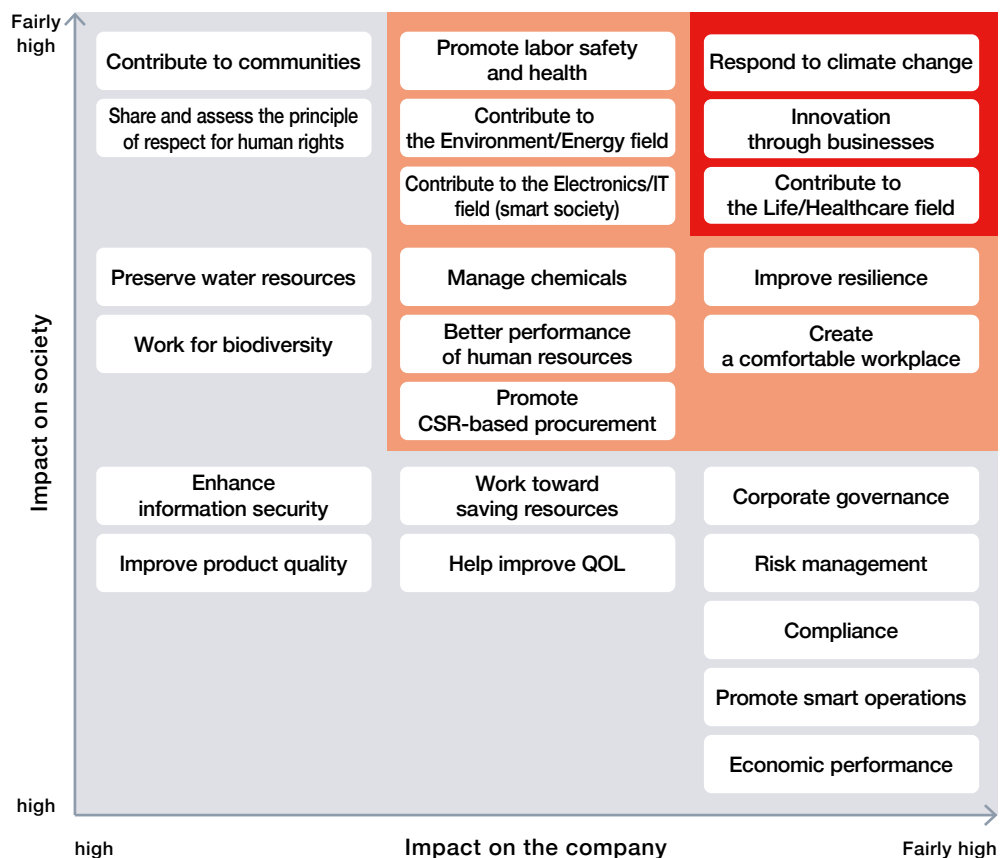 Fairly
high
Contribute to communities
Promote labor safety
and health
Respond to climate change
Share and assess the principle
of respect for human rights
Contribute to
the Environment/Energy field
Innovation
through businesses
Contribute to the Electronics/IT
field (smart society)
Contribute to
the Life/Healthcare field
Preserve water resources
Manage chemicals
Improve resilience
Work for biodiversity
Better performance
of human resources
Create
a comfortable workplace
Promote
CSR-based procurement
Impact on society
Enhance
information security
Work toward
saving resources
Corporate governance
Improve product quality
Help improve QOL
Risk management
Compliance
Promote smart operations
Economic performance
high
high
Impact on the company
Fairly high